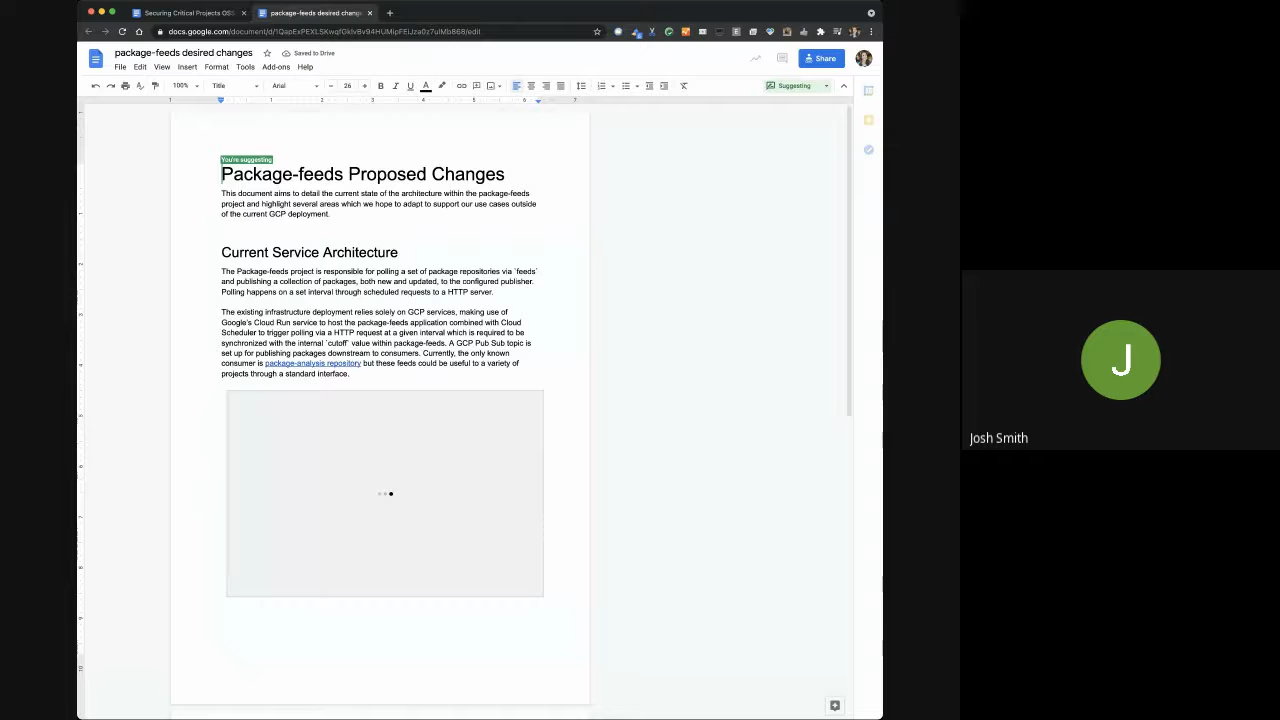 Securing Critical Projects OSS
package-feeds desired chang
docs.google.com/document/d/1QapExPEXLSKwqfGkIvBv94HUMipFEiJza0z7ulMb868/edit
package-feeds desired changes
Saved to Drive
File Edit View Insert Format Tools Add-ons Help
Share
100% Title Arial 26 Suggesting
You're suggesting
Package-feeds Proposed Changes
This document aims to detail the current state of the architecture within the package-feeds
project and highlight several areas which we hope to adapt to support our use cases outside
of the current GCP deployment.
Current Service Architecture
The Package-feeds project is responsible for polling a set of package repositories via `feeds`
and publishing a collection of packages, both new and updated, to the configured publisher.
Polling happens on a set interval through scheduled requests to a HTTP server.
The existing infrastructure deployment relies solely on GCP services, making use of
Google's Cloud Run service to host the package-feeds application combined with Cloud
Scheduler to trigger polling via a HTTP request at a given interval which is required to be
synchronized with the internal `cutoff` value within package-feeds. A GCP Pub Sub topic is
set up for publishing packages downstream to consumers. Currently, the only known
consumer is package-analysis repository but these feeds could be useful to a variety of
projects through a standard interface.
J
Josh Smith